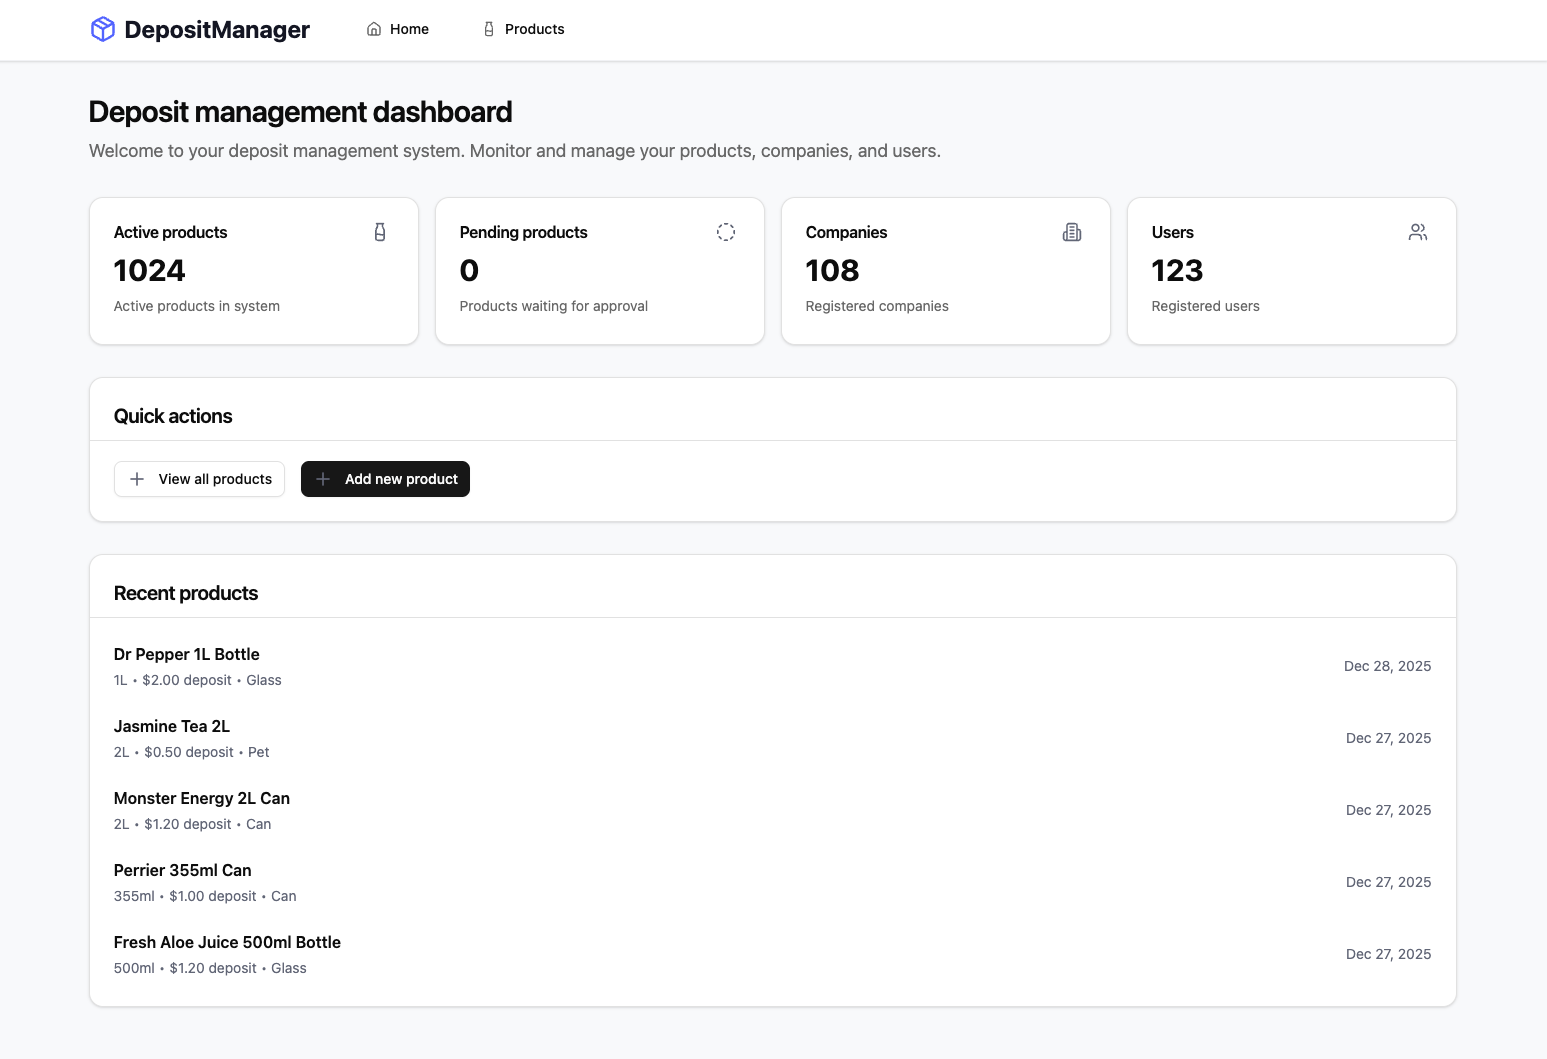 DepositManager
Home
Products
Deposit management dashboard
Welcome to your deposit management system. Monitor and manage your products, companies, and users.
Active products
1024
Active products in system
Pending products
0
Products waiting for approval
Companies
108
Registered companies
Users
123
Registered users
Quick actions
View all products
Add new product
Recent products
Dr Pepper 1L Bottle
1L • $2.00 deposit • Glass
Dec 28, 2025
Jasmine Tea 2L
2L • $0.50 deposit • Pet
Dec 27, 2025
Monster Energy 2L Can
2L • $1.20 deposit • Can
Dec 27, 2025
Perrier 355ml Can
355ml • $1.00 deposit • Can
Dec 27, 2025
Fresh Aloe Juice 500ml Bottle
500ml • $1.20 deposit • Glass
Dec 27, 2025